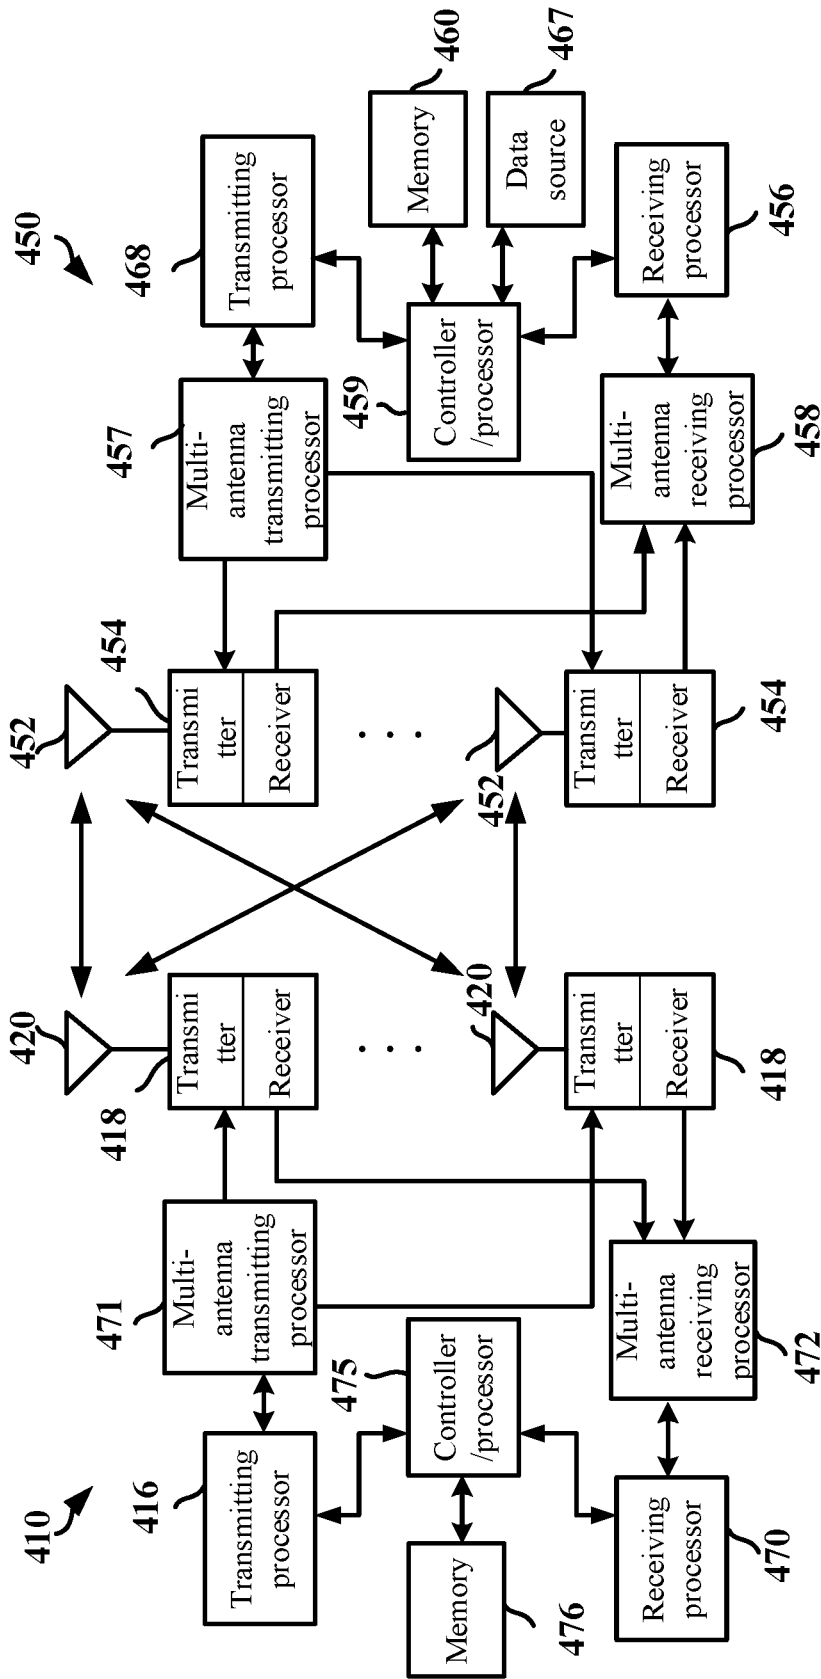 410
416
Transmitting
processor
471
Multi-
antenna
transmitting
processor
420
418
Transmi
tter
Receiver
. . .
420
Transmi
tter
Receiver
418
475
Controller
/processor
Memory
476
Receiving
processor
470
Multi-
antenna
receiving
processor
472
450
452
454
Transmi
tter
Receiver
. . .
452
Transmi
tter
Receiver
454
457
Multi-
antenna
transmitting
processor
468
Transmitting
processor
459
Controller
/processor
Memory
460
Data
source
467
Multi-
antenna
receiving
processor
458
Receiving
processor
456